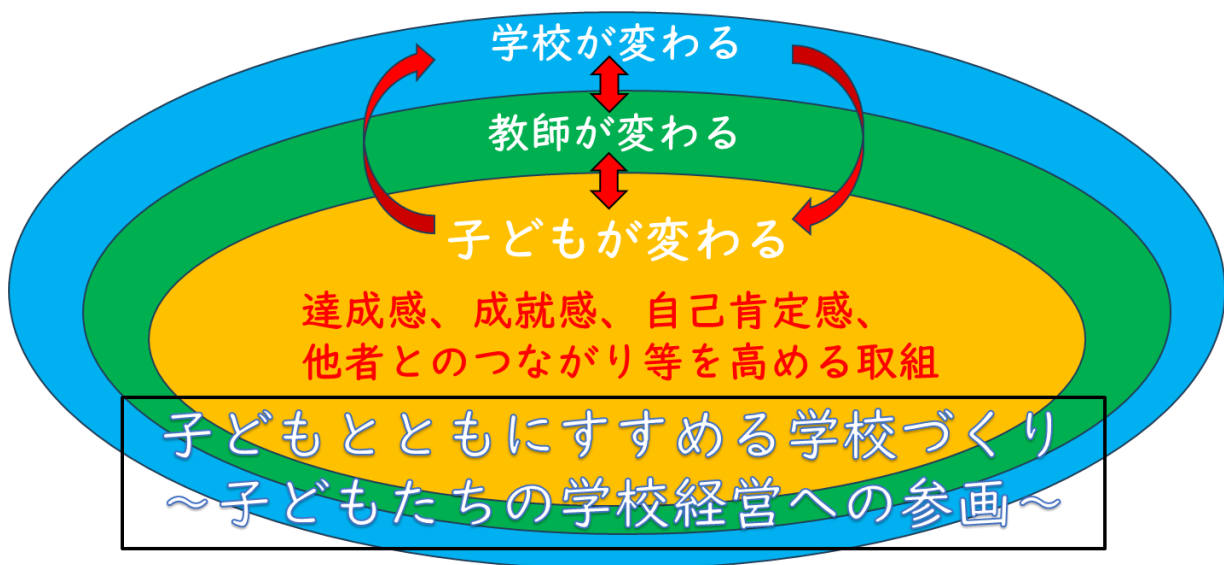 学校が変わる
教師が変わる
子どもが変わる
達成感、成就感、自己肯定感、
他者とのつながり等を高める取組
子どもとともにすすめる学校づくり
～子どもたちの学校経営への参画～